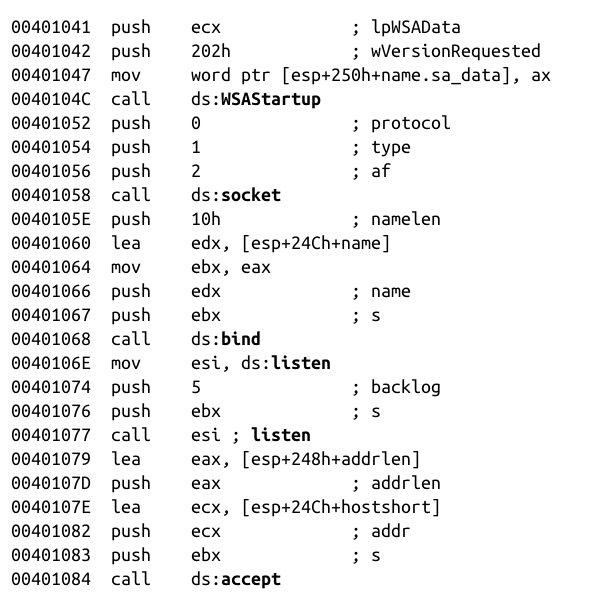 00401041 push ecx ; lpWSAData
00401042 push 202h ; wVersionRequested
00401047 mov word ptr [esp+250h+name.sa_data], ax
0040104C call ds:WSAStartup
00401052 push 0 ; protocol
00401054 push 1 ; type
00401056 push 2 ; af
00401058 call ds:socket
0040105E push 10h ; namelen
00401060 lea edx, [esp+24Ch+name]
00401064 mov ebx, eax
00401066 push edx ; name
00401067 push ebx ; s
00401068 call ds:bind
0040106E mov esi, ds:listen
00401074 push 5 ; backlog
00401076 push ebx ; s
00401077 call esi ; listen
00401079 lea eax, [esp+248h+addrlen]
0040107D push eax ; addrlen
0040107E lea ecx, [esp+24Ch+hostshort]
00401082 push ecx ; addr
00401083 push ebx ; s
00401084 call ds:accept